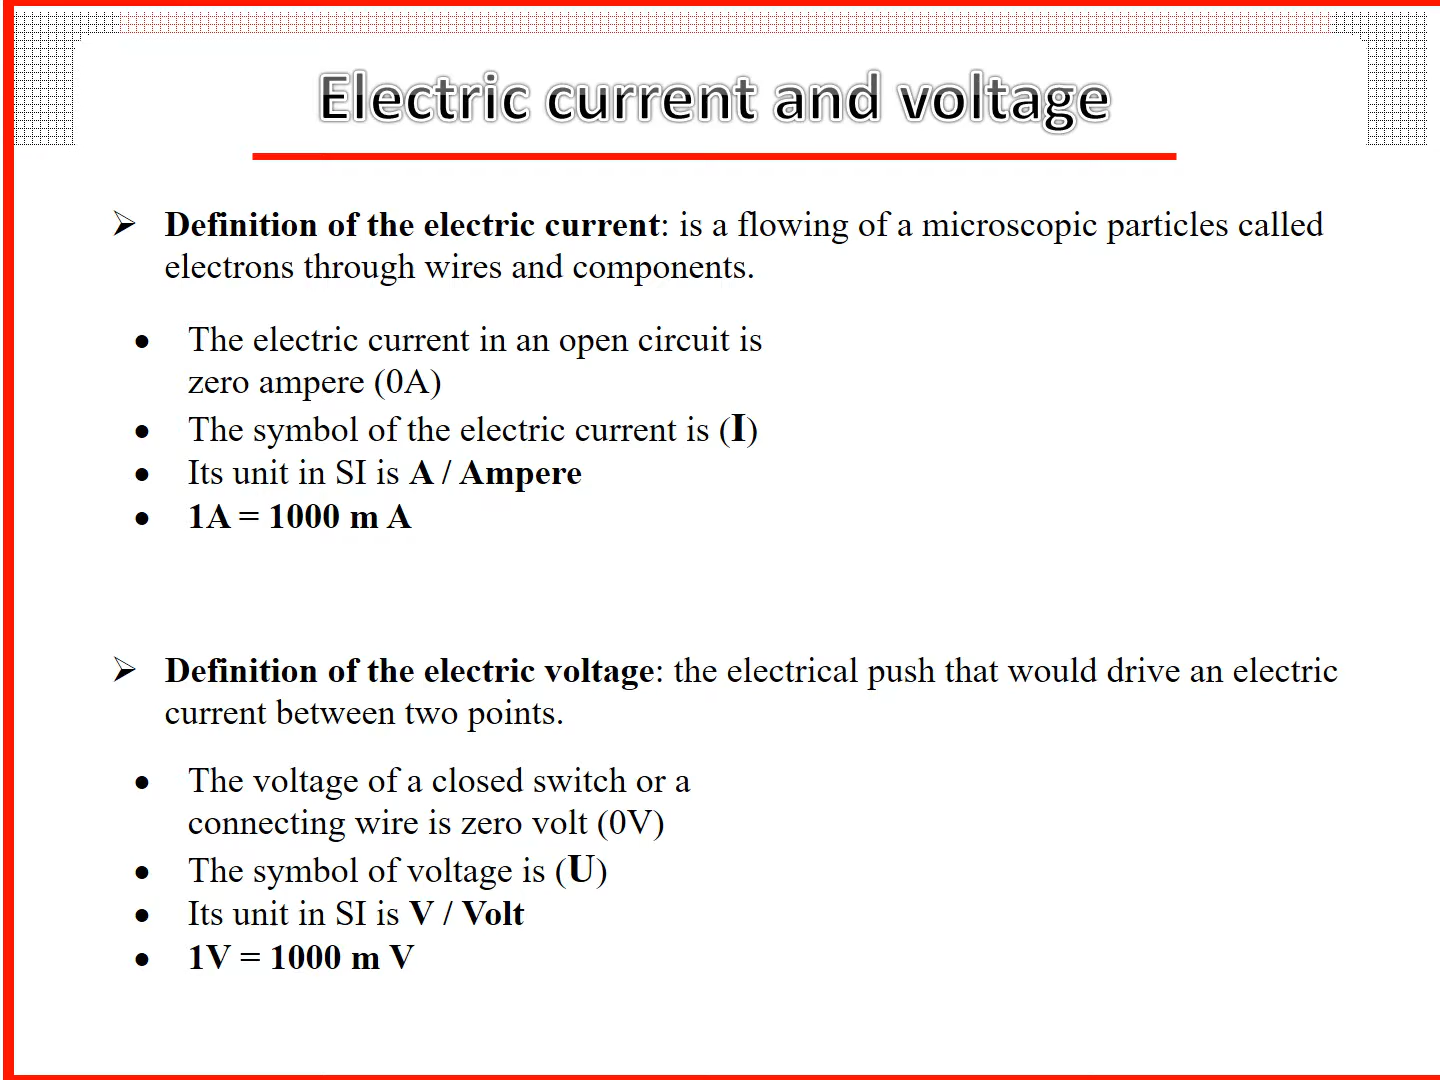 Electric current and voltage
➢ Definition of the electric current: is a flowing of a microscopic particles called
electrons through wires and components.
• The electric current in an open circuit is
zero ampere (0A)
• The symbol of the electric current is (I)
• Its unit in SI is A / Ampere
• 1A = 1000 m A
➢ Definition of the electric voltage: the electrical push that would drive an electric
current between two points.
• The voltage of a closed switch or a
connecting wire is zero volt (0V)
• The symbol of voltage is (U)
• Its unit in SI is V / Volt
• 1V = 1000 m V